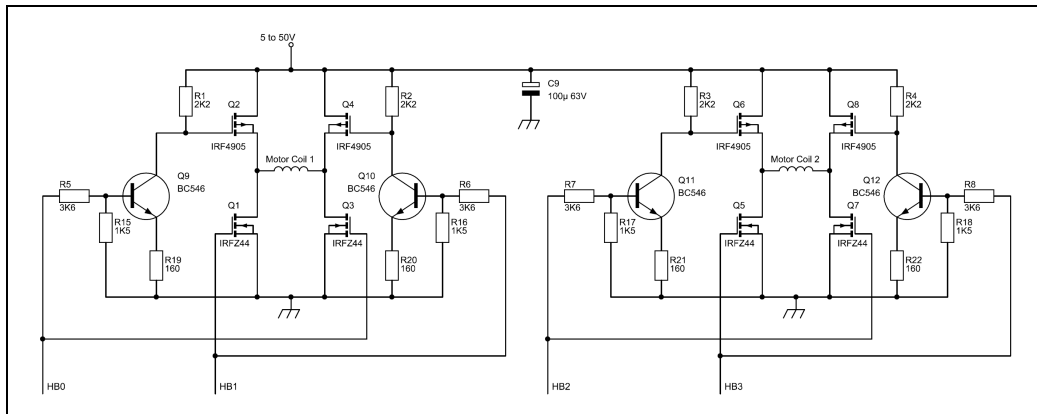 5 to 50V
R1
2K2
Q2
IRF4905
Q4
IRF4905
R2
2K2
C9
100µ 63V
R3
2K2
Q6
IRF4905
Q8
IRF4905
R4
2K2
Motor Coil 1
Motor Coil 2
R5
3K6
Q9
BC546
R15
1K5
R19
160
Q1
IRFZ44
Q3
IRFZ44
Q10
BC546
R6
3K6
R16
1K5
R20
160
R7
3K6
Q11
BC546
R17
1K5
R21
160
Q5
IRFZ44
Q7
IRFZ44
Q12
BC546
R8
3K6
R18
1K5
R22
160
HB0
HB1
HB2
HB3